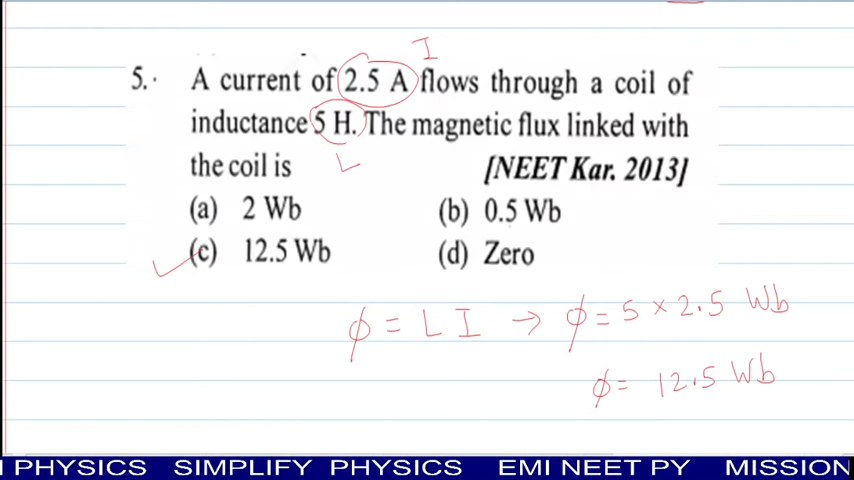 I
5.. A current of 2.5 A flows through a coil of
inductance 5 H. The magnetic flux linked with
L
the coil is [NEET Kar. 2013]
(a) 2 Wb (b) 0.5 Wb
(c) 12.5 Wb (d) Zero
ϕ = L I → ϕ = 5 × 2.5 Wb
ϕ = 12.5 Wb
PHYSICS SIMPLIFY PHYSICS EMI NEET PY MISSION